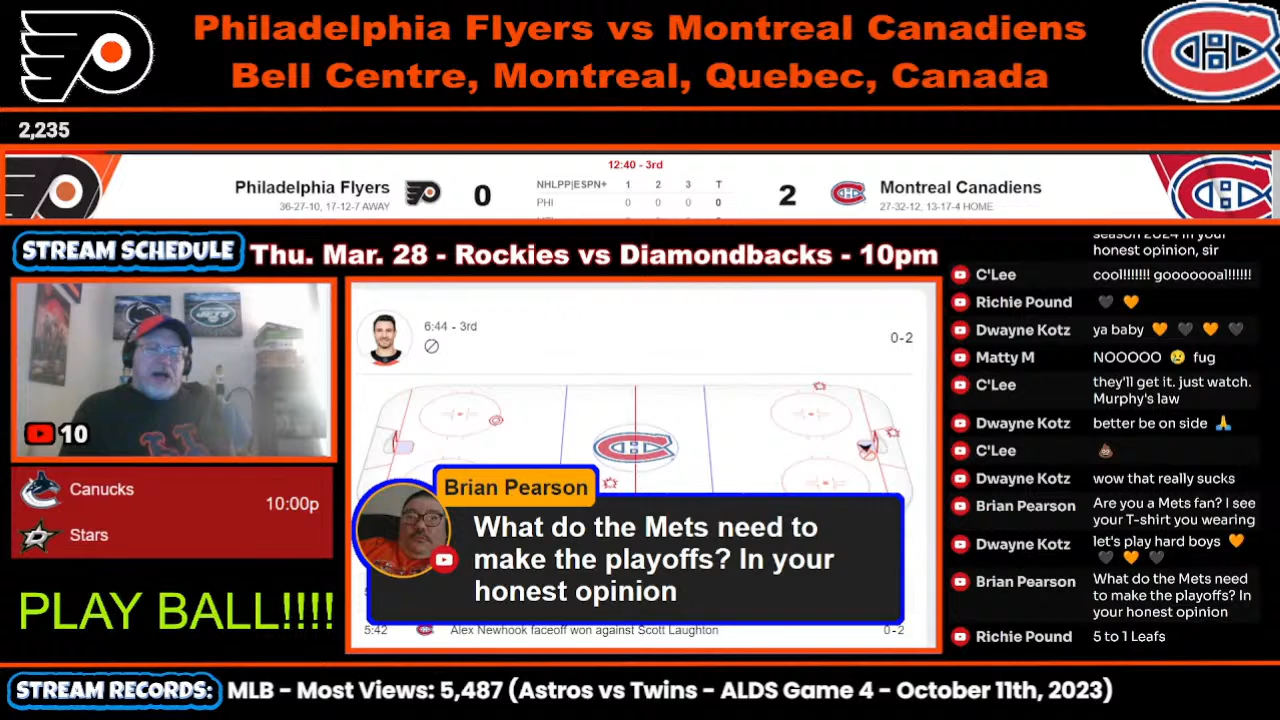 Philadelphia Flyers vs Montreal Canadiens
Bell Centre, Montreal, Quebec, Canada
2,235
12:40 - 3rd
Philadelphia Flyers
36-27-10, 17-12-7 AWAY
0
NHLPP|ESPN+ 1 2 3 T
PHI 0 0 0 0
2
Montreal Canadiens
27-32-12, 13-17-4 HOME
STREAM SCHEDULE
Thu. Mar. 28 - Rockies vs Diamondbacks - 10pm
JETS
10
Canucks
Stars
10:00p
PLAY BALL!!!!
6:44 - 3rd
0-2
Brian Pearson
What do the Mets need to
make the playoffs? In your
honest opinion
5:42 Alex Newhook faceoff won against Scott Laughton 0-2
season 2024 in your
honest opinion, sir
C'Lee cool!!!!!!! gooooooal!!!!!!
Richie Pound 🖤 🧡
Dwayne Kotz ya baby 🧡 🖤 🧡 🖤
Matty M NOOOOO 😢 fug
C'Lee they'll get it. just watch.
Murphy's law
Dwayne Kotz better be on side 🙏
C'Lee 💩
Dwayne Kotz wow that really sucks
Brian Pearson Are you a Mets fan? I see
your T-shirt you wearing
Dwayne Kotz let's play hard boys 🧡
🖤 🧡 🖤
Brian Pearson What do the Mets need
to make the playoffs? In
your honest opinion
Richie Pound 5 to 1 Leafs
STREAM RECORDS:
MLB - Most Views: 5,487 (Astros vs Twins - ALDS Game 4 - October 11th, 2023)